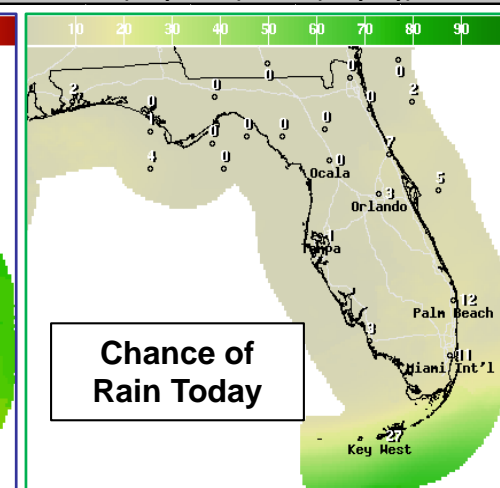 10 20 30 40 50 60 70 80 90
0 0 0
2 0 0 0 2
1 0 0 0 0
7
4 0 0
Ocala
5
3
Orlando
1
Tampa
12
Palm Beach
3
11
Miami Int'l
Chance of
Rain Today
27
Key West